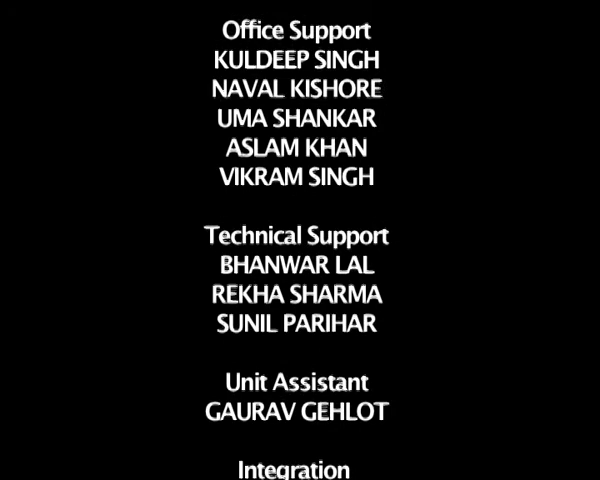 Office Support
KULDEEP SINGH
NAVAL KISHORE
UMA SHANKAR
ASLAM KHAN
VIKRAM SINGH
Technical Support
BHANWAR LAL
REKHA SHARMA
SUNIL PARIHAR
Unit Assistant
GAURAV GEHLOT
Integration